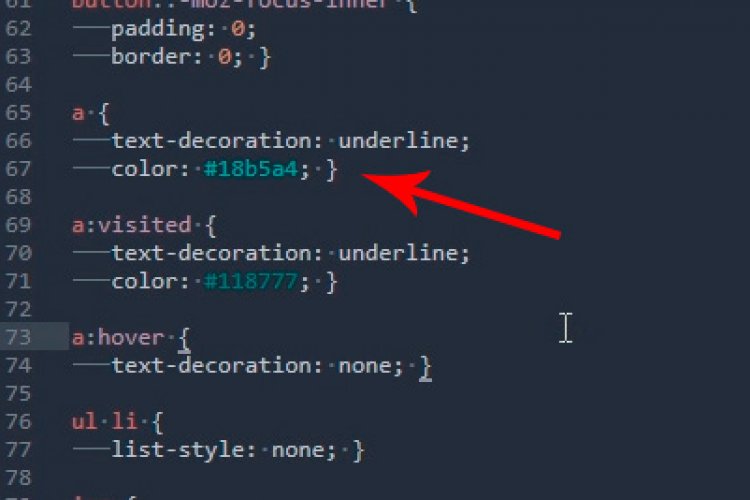 61 button::-moz-focus-inner {
62 padding: 0;
63 border: 0; }
64
65 a {
66 text-decoration: underline;
67 color: #18b5a4; }
68
69 a:visited {
70 text-decoration: underline;
71 color: #118777; }
72
73 a:hover {
74 text-decoration: none; }
75
76 ul li {
77 list-style: none; }
78